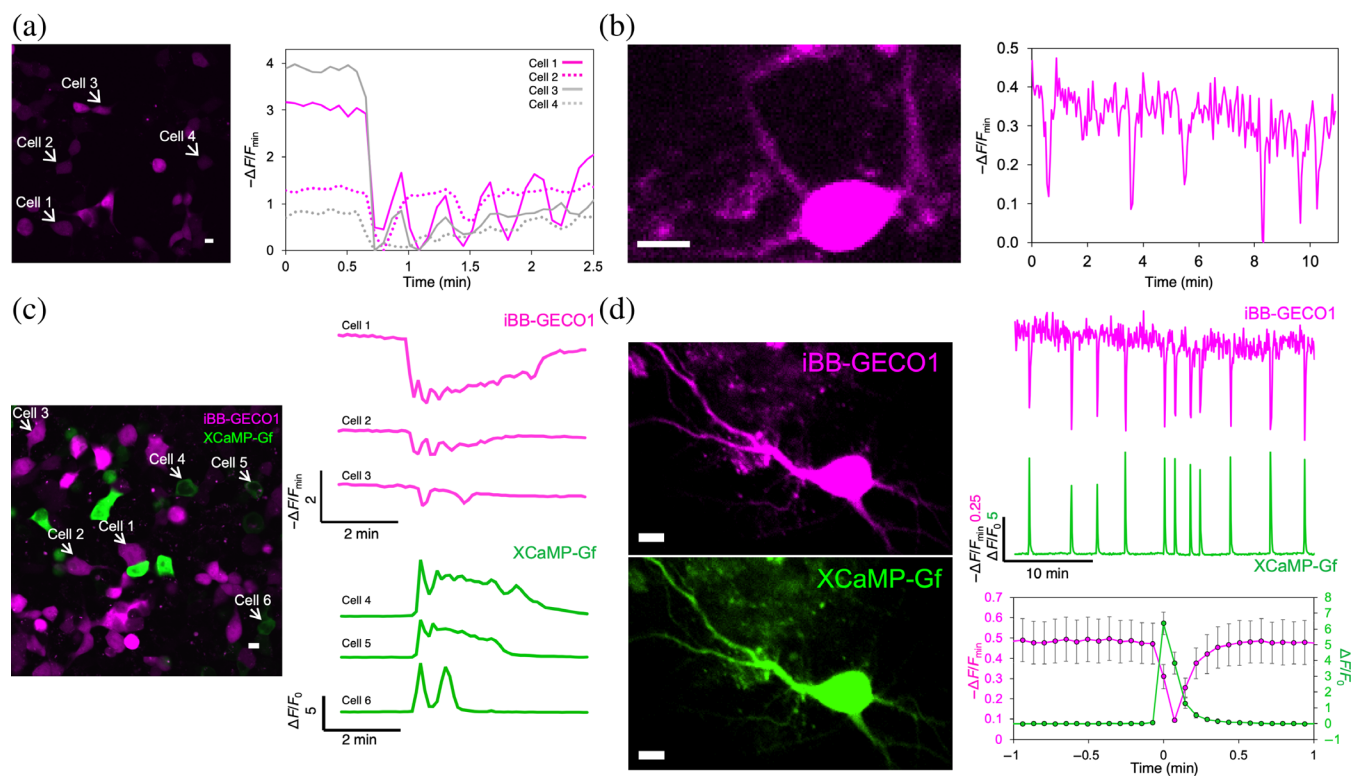 (a)
Cell 3
Cell 4
Cell 2
Cell 1
−ΔF/Fmin
4
3
2
1
0
0 0.5 1 1.5 2 2.5
Time (min)
Cell 1
Cell 2
Cell 3
Cell 4
(b)
−ΔF/Fmin
0.5
0.4
0.3
0.2
0.1
0.0
0 2 4 6 8 10
Time (min)
(c)
iBB-GECO1
XCaMP-Gf
Cell 3
Cell 4
Cell 5
Cell 1
Cell 2
Cell 6
iBB-GECO1
Cell 1
Cell 2
Cell 3
−ΔF/Fmin
2
2 min
XCaMP-Gf
Cell 4
Cell 5
Cell 6
ΔF/F0
5
2 min
(d)
iBB-GECO1
XCaMP-Gf
iBB-GECO1
−ΔF/Fmin 0.25
ΔF/F0 5
10 min
XCaMP-Gf
−ΔF/Fmin
0.7
0.6
0.5
0.4
0.3
0.2
0.1
0
8
7
6
5
4
3
2
1
0
−1
ΔF/F0
−1 −0.5 0 0.5 1
Time (min)